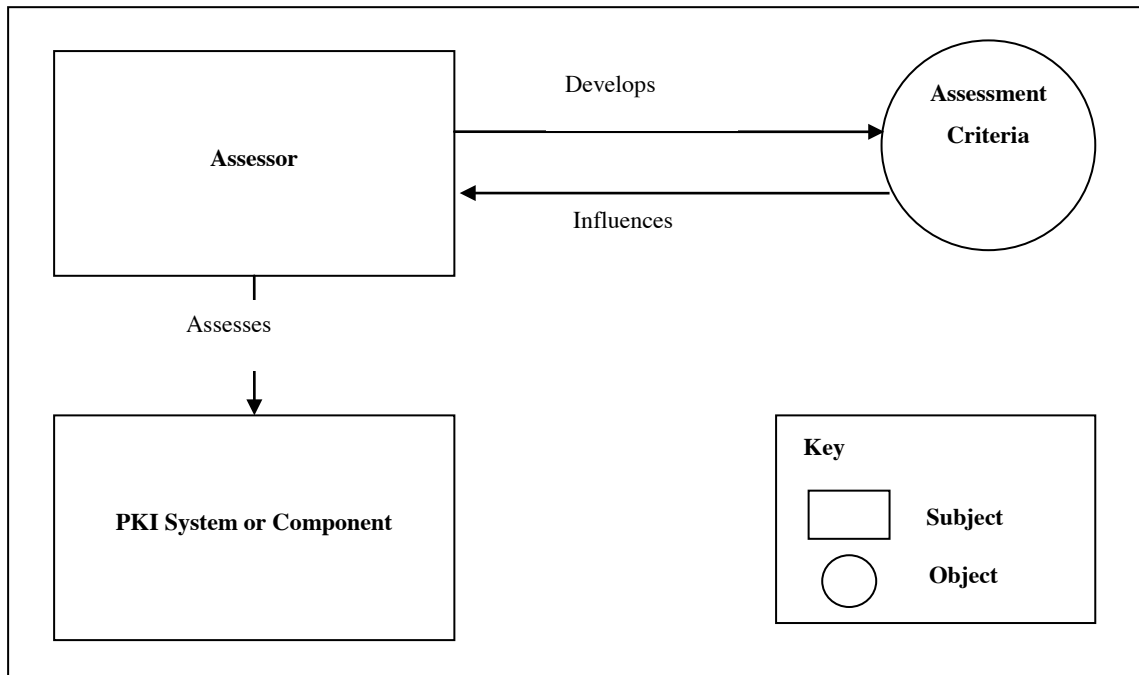 Develops
Assessment
Criteria
Assessor
Influences
Assesses
PKI System or Component
Key
Subject
Object